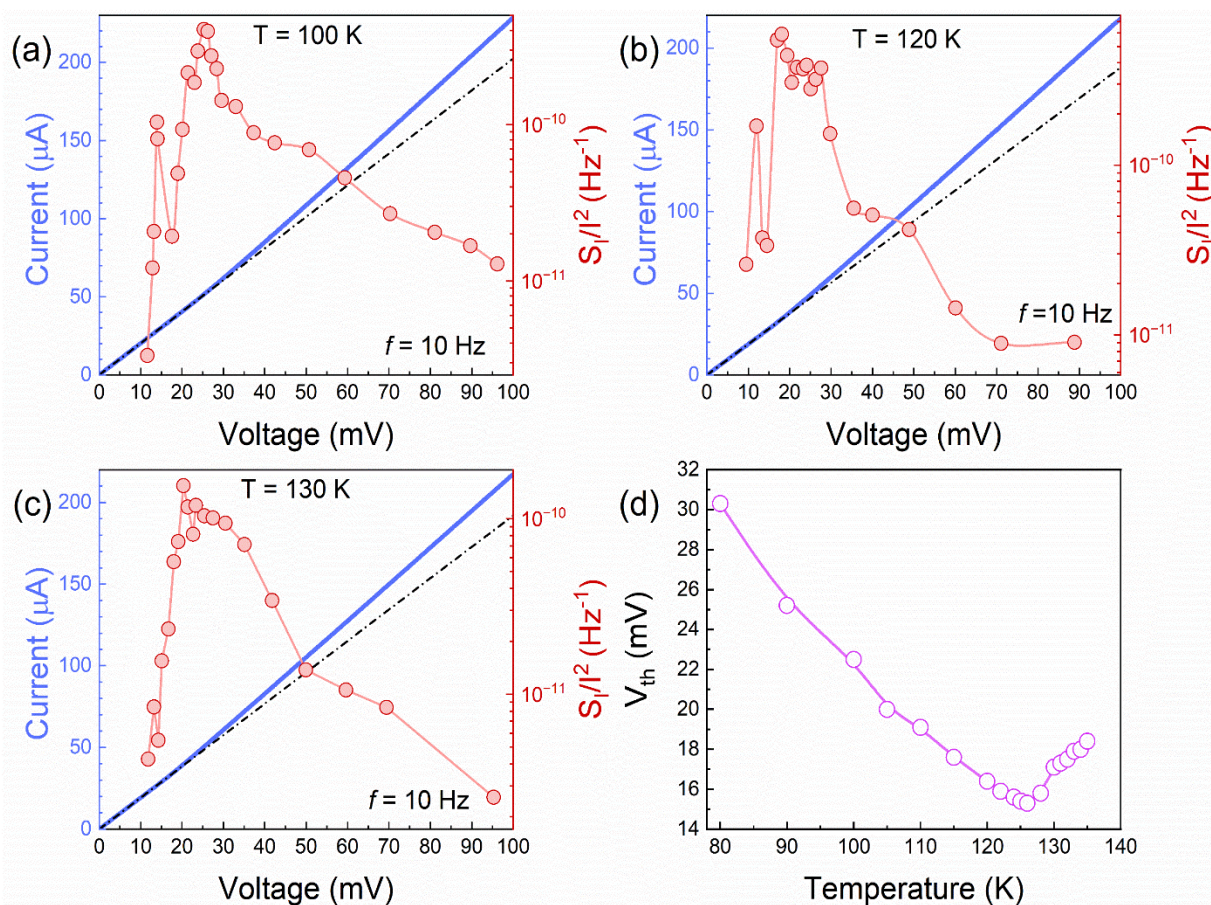 (a)
T = 100 K
f = 10 Hz
Current (μA)
0
50
100
150
200
S_I/I² (Hz⁻¹)
10⁻¹⁰
10⁻¹¹
0 10 20 30 40 50 60 70 80 90 100
Voltage (mV)
(b)
T = 120 K
f =10 Hz
Current (μA)
0
50
100
150
200
S_I/I² (Hz⁻¹)
10⁻¹⁰
10⁻¹¹
0 10 20 30 40 50 60 70 80 90 100
Voltage (mV)
(c)
T = 130 K
f = 10 Hz
Current (μA)
0
50
100
150
200
S_I/I² (Hz⁻¹)
10⁻¹⁰
10⁻¹¹
0 10 20 30 40 50 60 70 80 90 100
Voltage (mV)
(d)
V_th (mV)
32
30
28
26
24
22
20
18
16
14
80 90 100 110 120 130 140
Temperature (K)